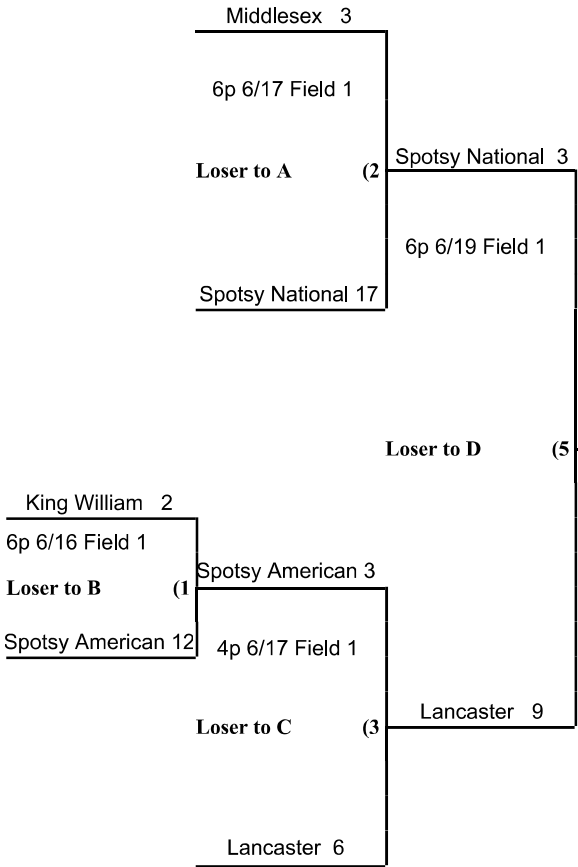 Middlesex 3
6p 6/17 Field 1
Loser to A (2
Spotsy National 3
6p 6/19 Field 1
Spotsy National 17
Loser to D (5
King William 2
6p 6/16 Field 1
Loser to B (1
Spotsy American 3
Spotsy American 12
4p 6/17 Field 1
Loser to C (3
Lancaster 9
Lancaster 6